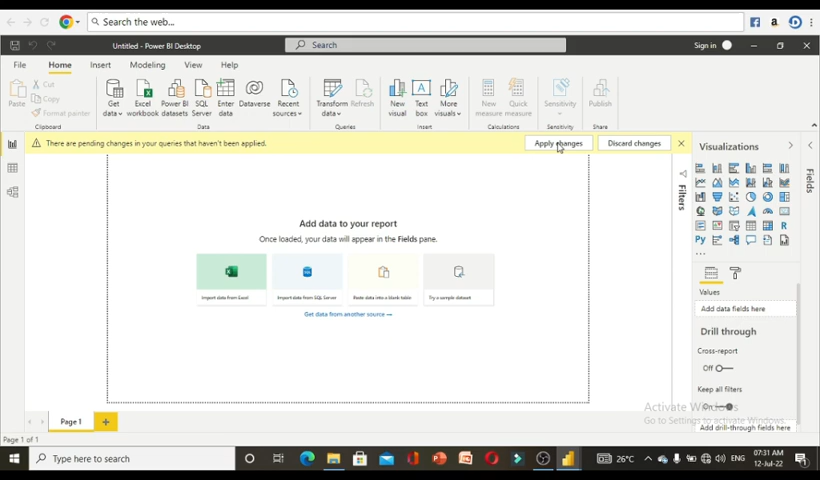 Search the web...
Untitled - Power BI Desktop
Search
Sign in
File Home Insert Modeling View Help
Paste
Cut
Copy
Format painter
Get data
Excel workbook
Power BI datasets
SQL Server
Enter data
Dataverse
Recent sources
Transform data
Refresh
New visual
Text box
More visuals
New measure
Quick measure
Sensitivity
Publish
Clipboard
Data
Queries
Insert
Calculations
Sensitivity
Share
There are pending changes in your queries that haven't been applied.
Apply changes
Discard changes
Visualizations
Fields
Filters
Add data to your report
Once loaded, your data will appear in the Fields pane.
Import data from Excel
SQL
Import data from SQL Server
Paste data into a blank table
Try a sample dataset
Get data from another source →
R
Py
...
Values
Add data fields here
Drill through
Cross-report
Off
Keep all filters
On
Add drill-through fields here
Activate Windows
Go to Settings to activate Windows.
Page 1
+
Page 1 of 1
Type here to search
26°C
ENG
07:31 AM
12-Jul-22